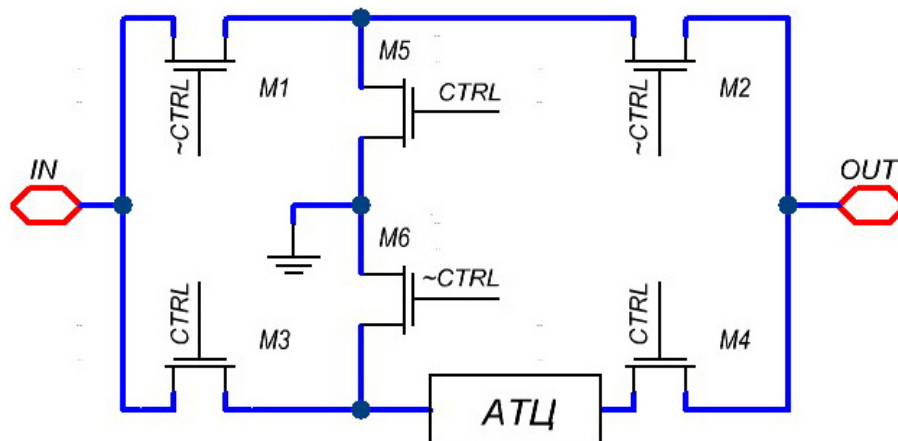 M5
~CTRL
M1
CTRL
~CTRL
M2
IN
OUT
M6
CTRL
M3
~CTRL
CTRL
M4
АТЦ